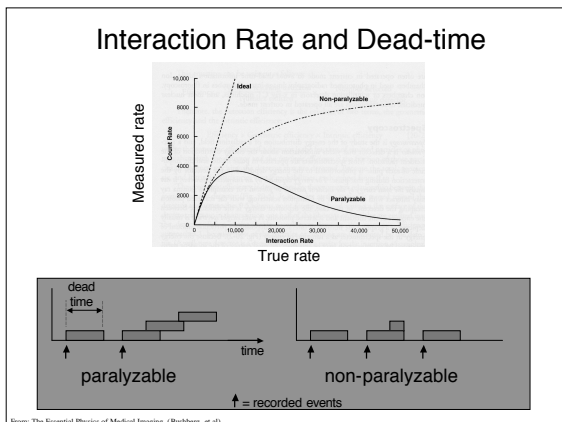 Interaction Rate and Dead-time
Measured rate
Count Rate
10,000
8000
6000
4000
2000
0
Ideal
Non-paralyzable
Paralyzable
0 10,000 20,000 30,000 40,000 50,000
Interaction Rate
True rate
dead
time
time
paralyzable
non-paralyzable
= recorded events
From: The Essential Physics of Medical Imaging (Bushberg, et al)